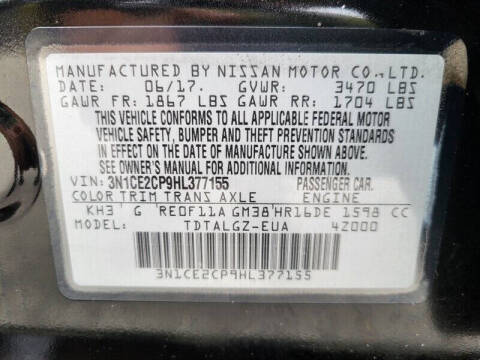 MANUFACTURED BY NISSAN MOTOR CO.,LTD.
DATE: 06/17. GVWR: 3470 LBS
GAWR FR: 1867 LBS GAWR RR: 1704 LBS
THIS VEHICLE CONFORMS TO ALL APPLICABLE FEDERAL MOTOR
VEHICLE SAFETY, BUMPER AND THEFT PREVENTION STANDARDS
IN EFFECT ON THE DATE OF MANUFACTURE SHOWN ABOVE.
SEE OWNER'S MANUAL FOR ADDITIONAL INFORMATION.
VIN: 3N1CE2CP9HL377155 PASSENGER CAR.
COLOR TRIM TRANS AXLE ENGINE
KH3 G RE0F11A GM38 HR16DE 1598 CC
MODEL: TDTALGZ-EUA 4Z000
3N1CE2CP9HL377155